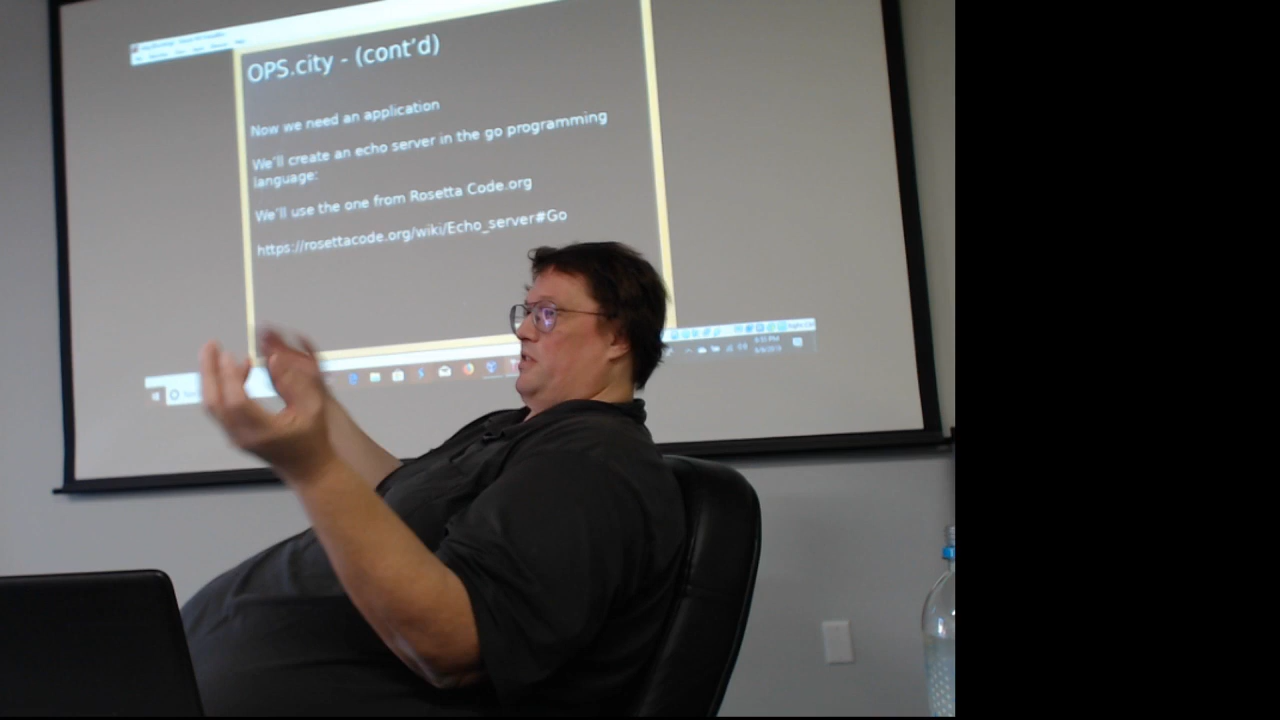 OPS.city - (cont'd)
Now we need an application
We'll create an echo server in the go programming
language:
We'll use the one from Rosetta Code.org
https://rosettacode.org/wiki/Echo_server#Go